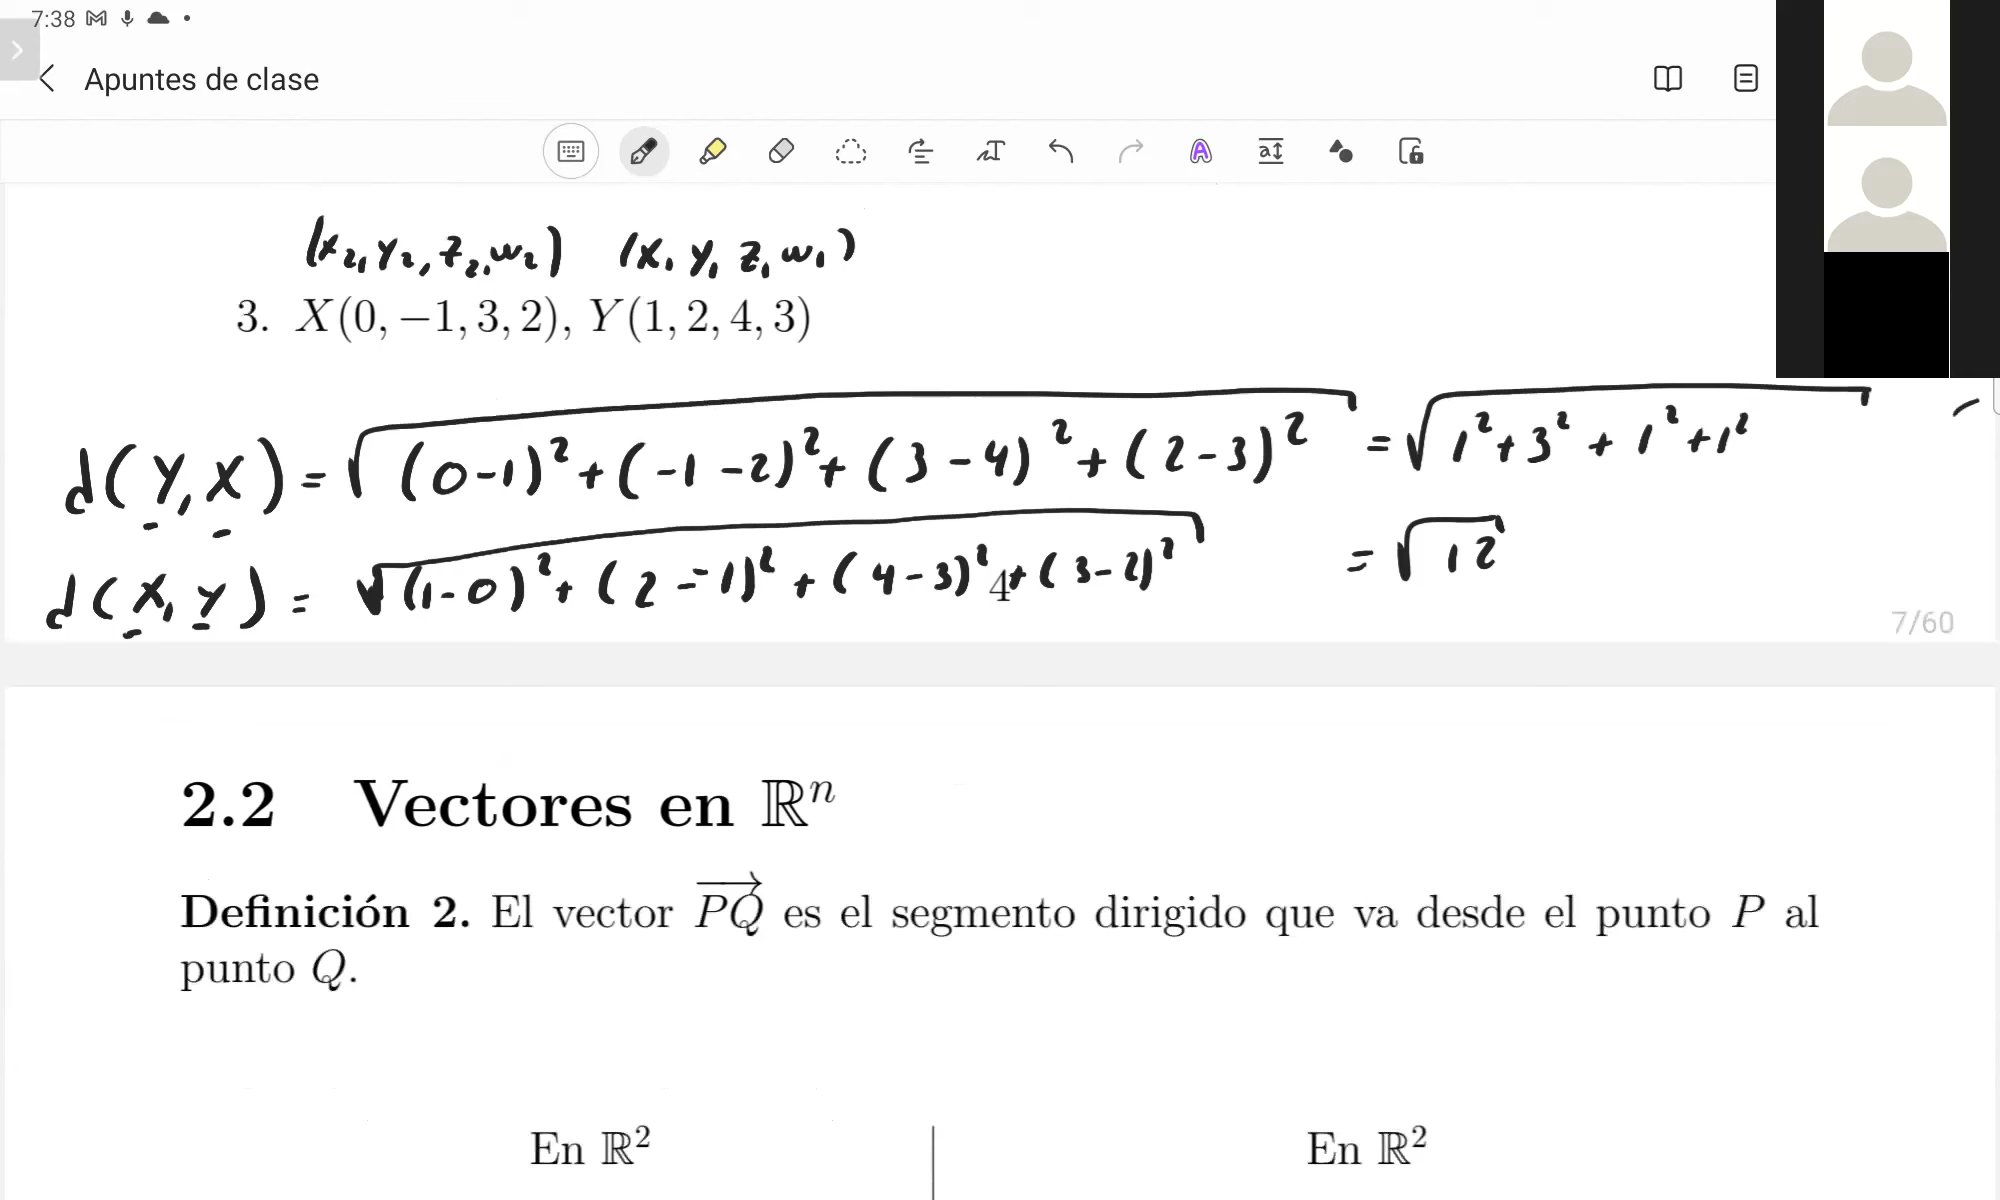 7:38
Apuntes de clase
(x₂, y₂, z₂, w₂) (x₁ y₁ z₁ w₁)
3. X(0, −1, 3, 2), Y(1, 2, 4, 3)
d(Y, X) = √((0-1)² + (-1-2)² + (3-4)² + (2-3)²) = √(1² + 3² + 1² + 1²)
d(X, Y) = √((1-0)² + (2--1)² + (4-3)² + (3-2)²) = √12
4
7/60
2.2 Vectores en ℝⁿ
Definición 2. El vector \overrightarrow{PQ} es el segmento dirigido que va desde el punto P al
punto Q.
En ℝ² En ℝ²